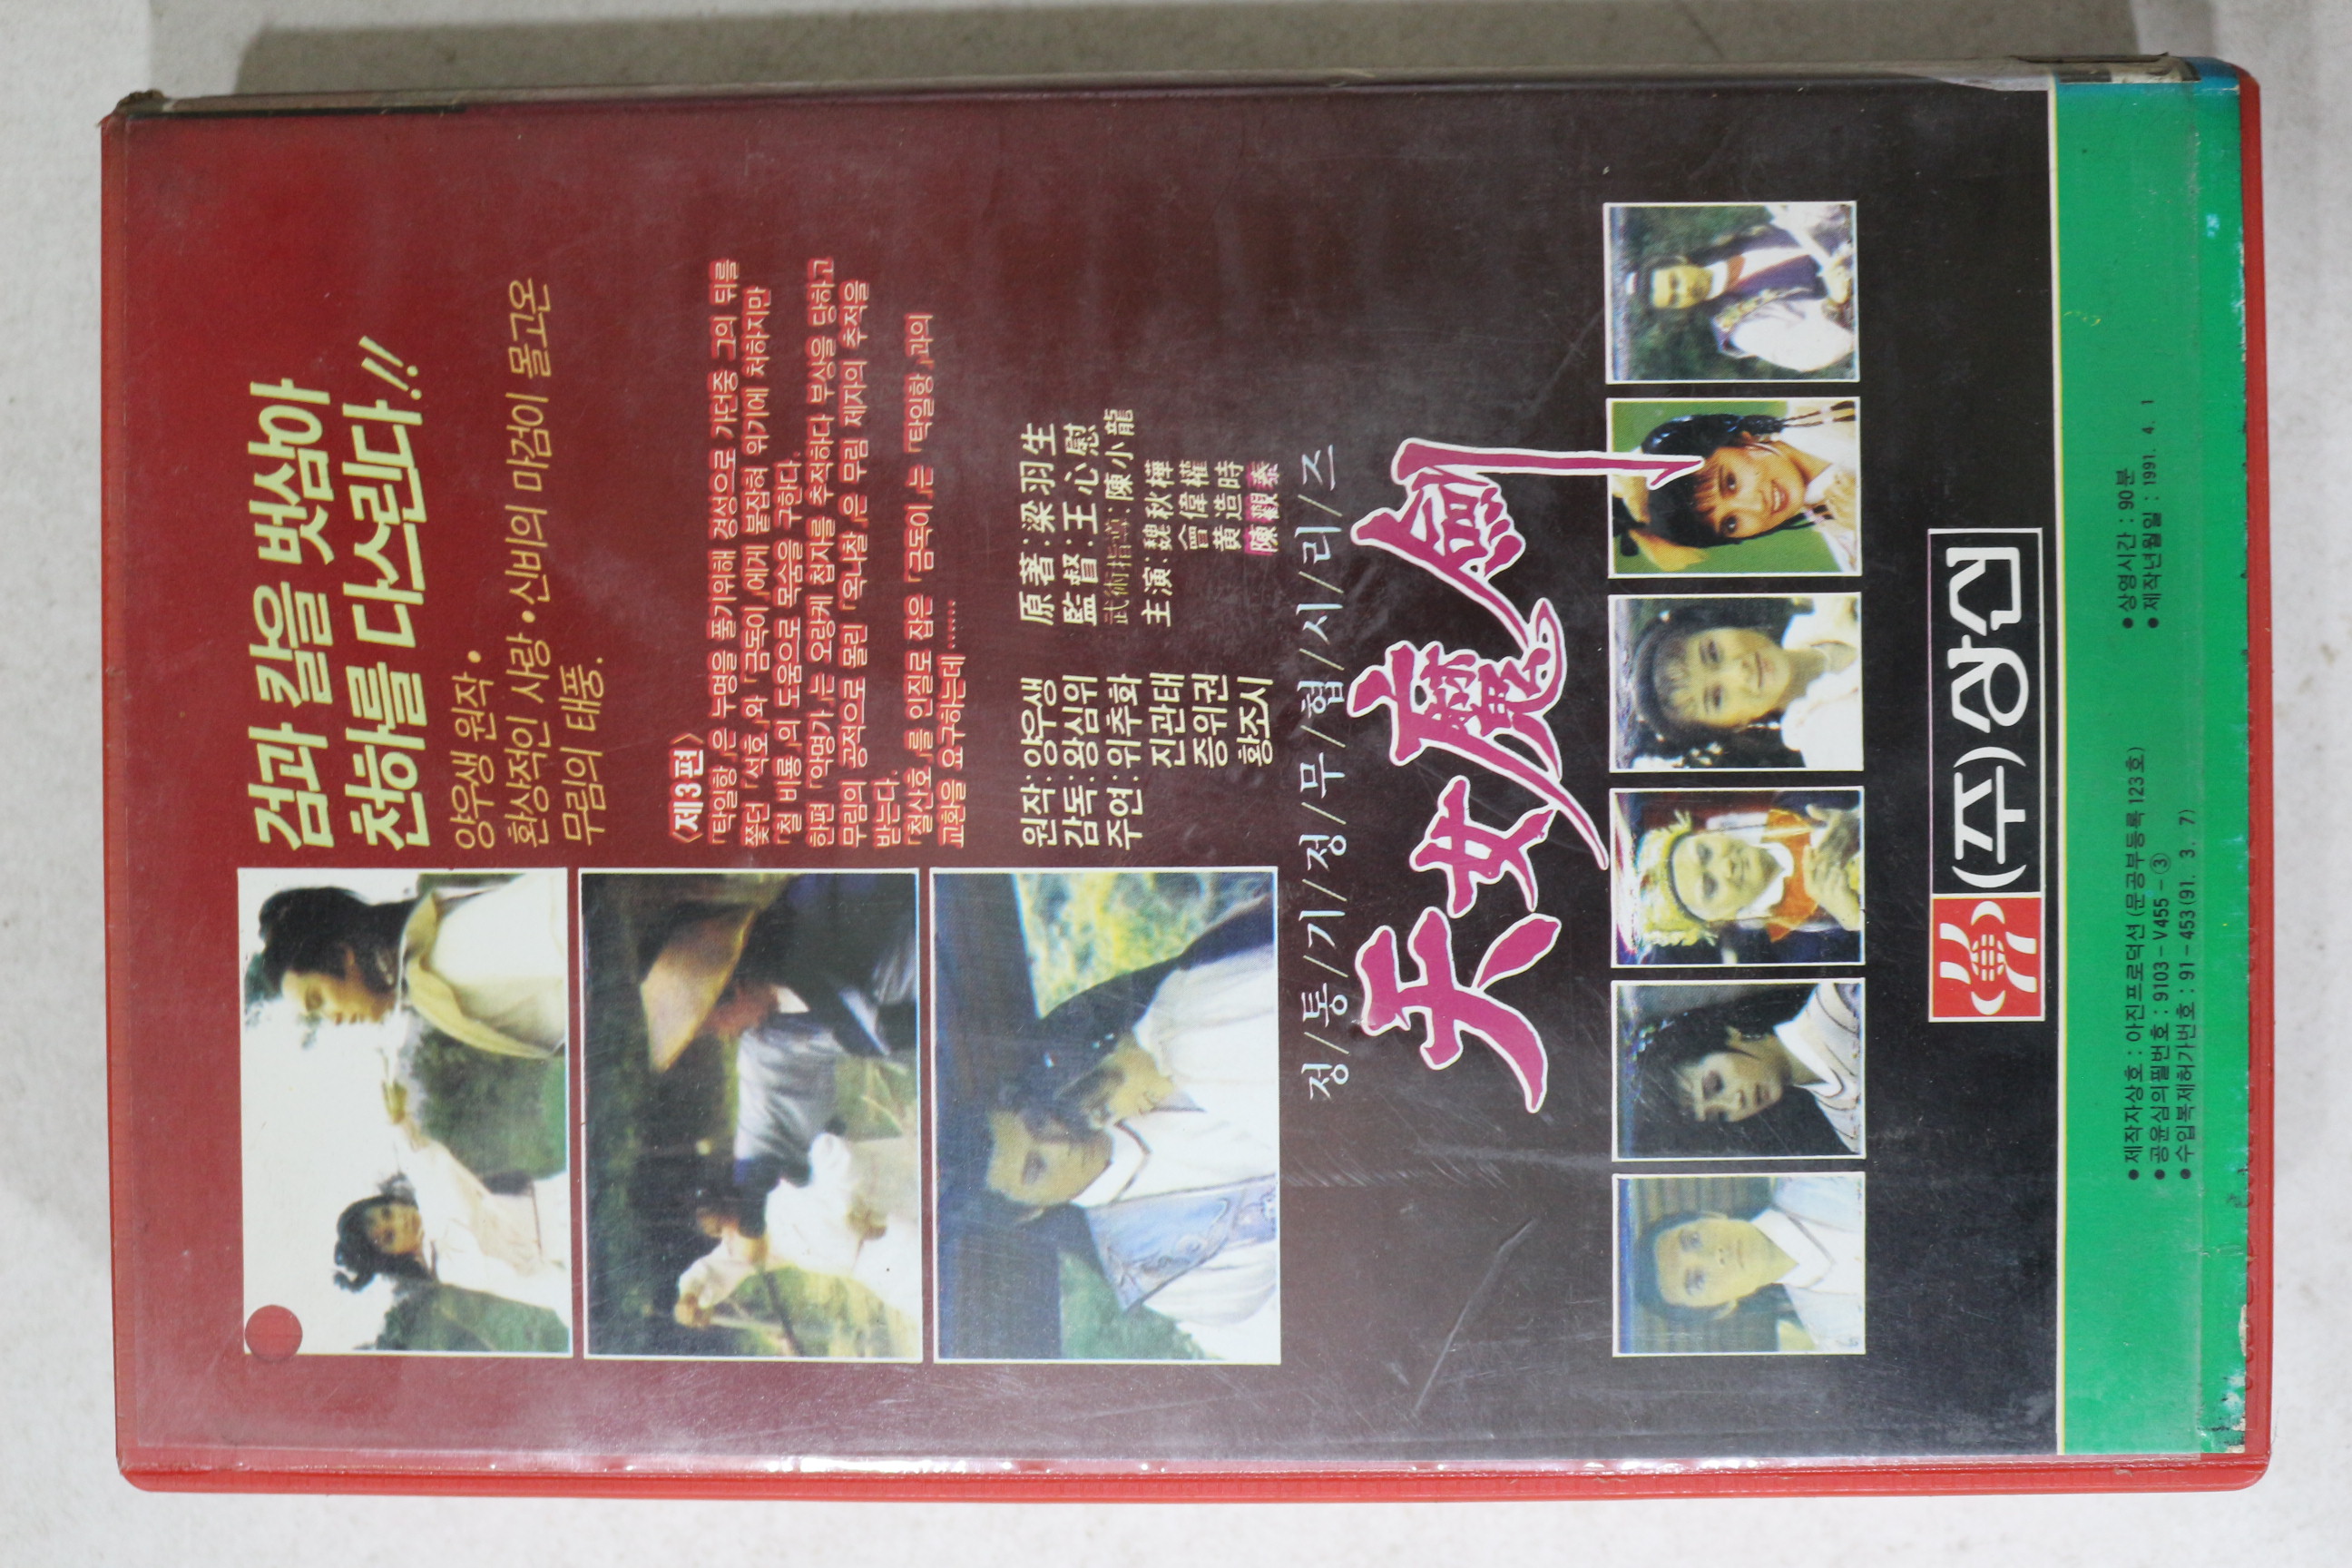 검과 칼을 벗삼아
천하를 다스린다!!
양우생 원작•
환상적인 사랑•신비의 마검이 몰고온
무림의 태풍.
〈제3편〉
「탁일항」은 누명을 풀기위해 경성으로 가던중 그의 뒤를
쫓던 「석호」와 「금독이」에게 붙잡혀 위기에 처하지만
「철 비룡」의 도움으로 목숨을 구한다.
한편 「악명가」는 오랑케 첩자를 추적하다 부상을 당하고
무림의 공적으로 몰린 「옥나찰」은 무림 제자의 추적을
받는다.
「철산호」를 인질로 잡은 「금독이」는 「탁일항」과의
교환을 요구하는데……
원작:양우생
감독:왕심위
주연:위추화
진관태
증위권
황조시
原著:梁羽生
監督:王心慰
武術指導:陳小龍
主演:魏秋樺
曾偉權
黃造時
陳觀泰
정/통/기/정/무/협/시/리/즈
天女魔劍
(주)상신
•제작자상호:아진프로덕션(문공부등록 123호)
•공윤심의필번호:9103-V455-③
•수입복제허가번호:91-453(91. 3. 7)
•상영시간:90분
•제작년월일:1991. 4. 1